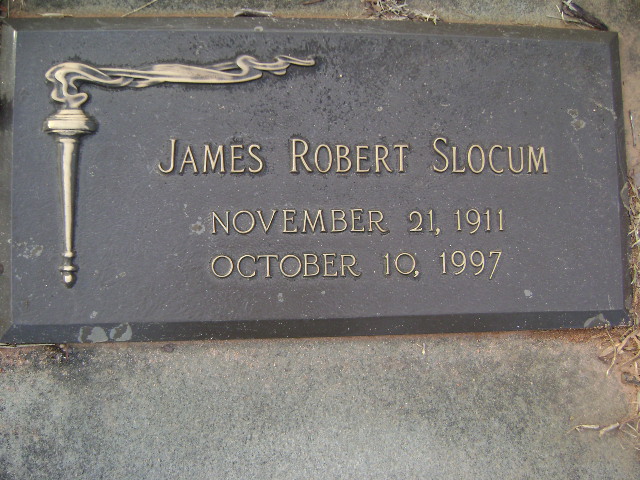 JAMES ROBERT SLOCUM
NOVEMBER 21, 1911
OCTOBER 10, 1997